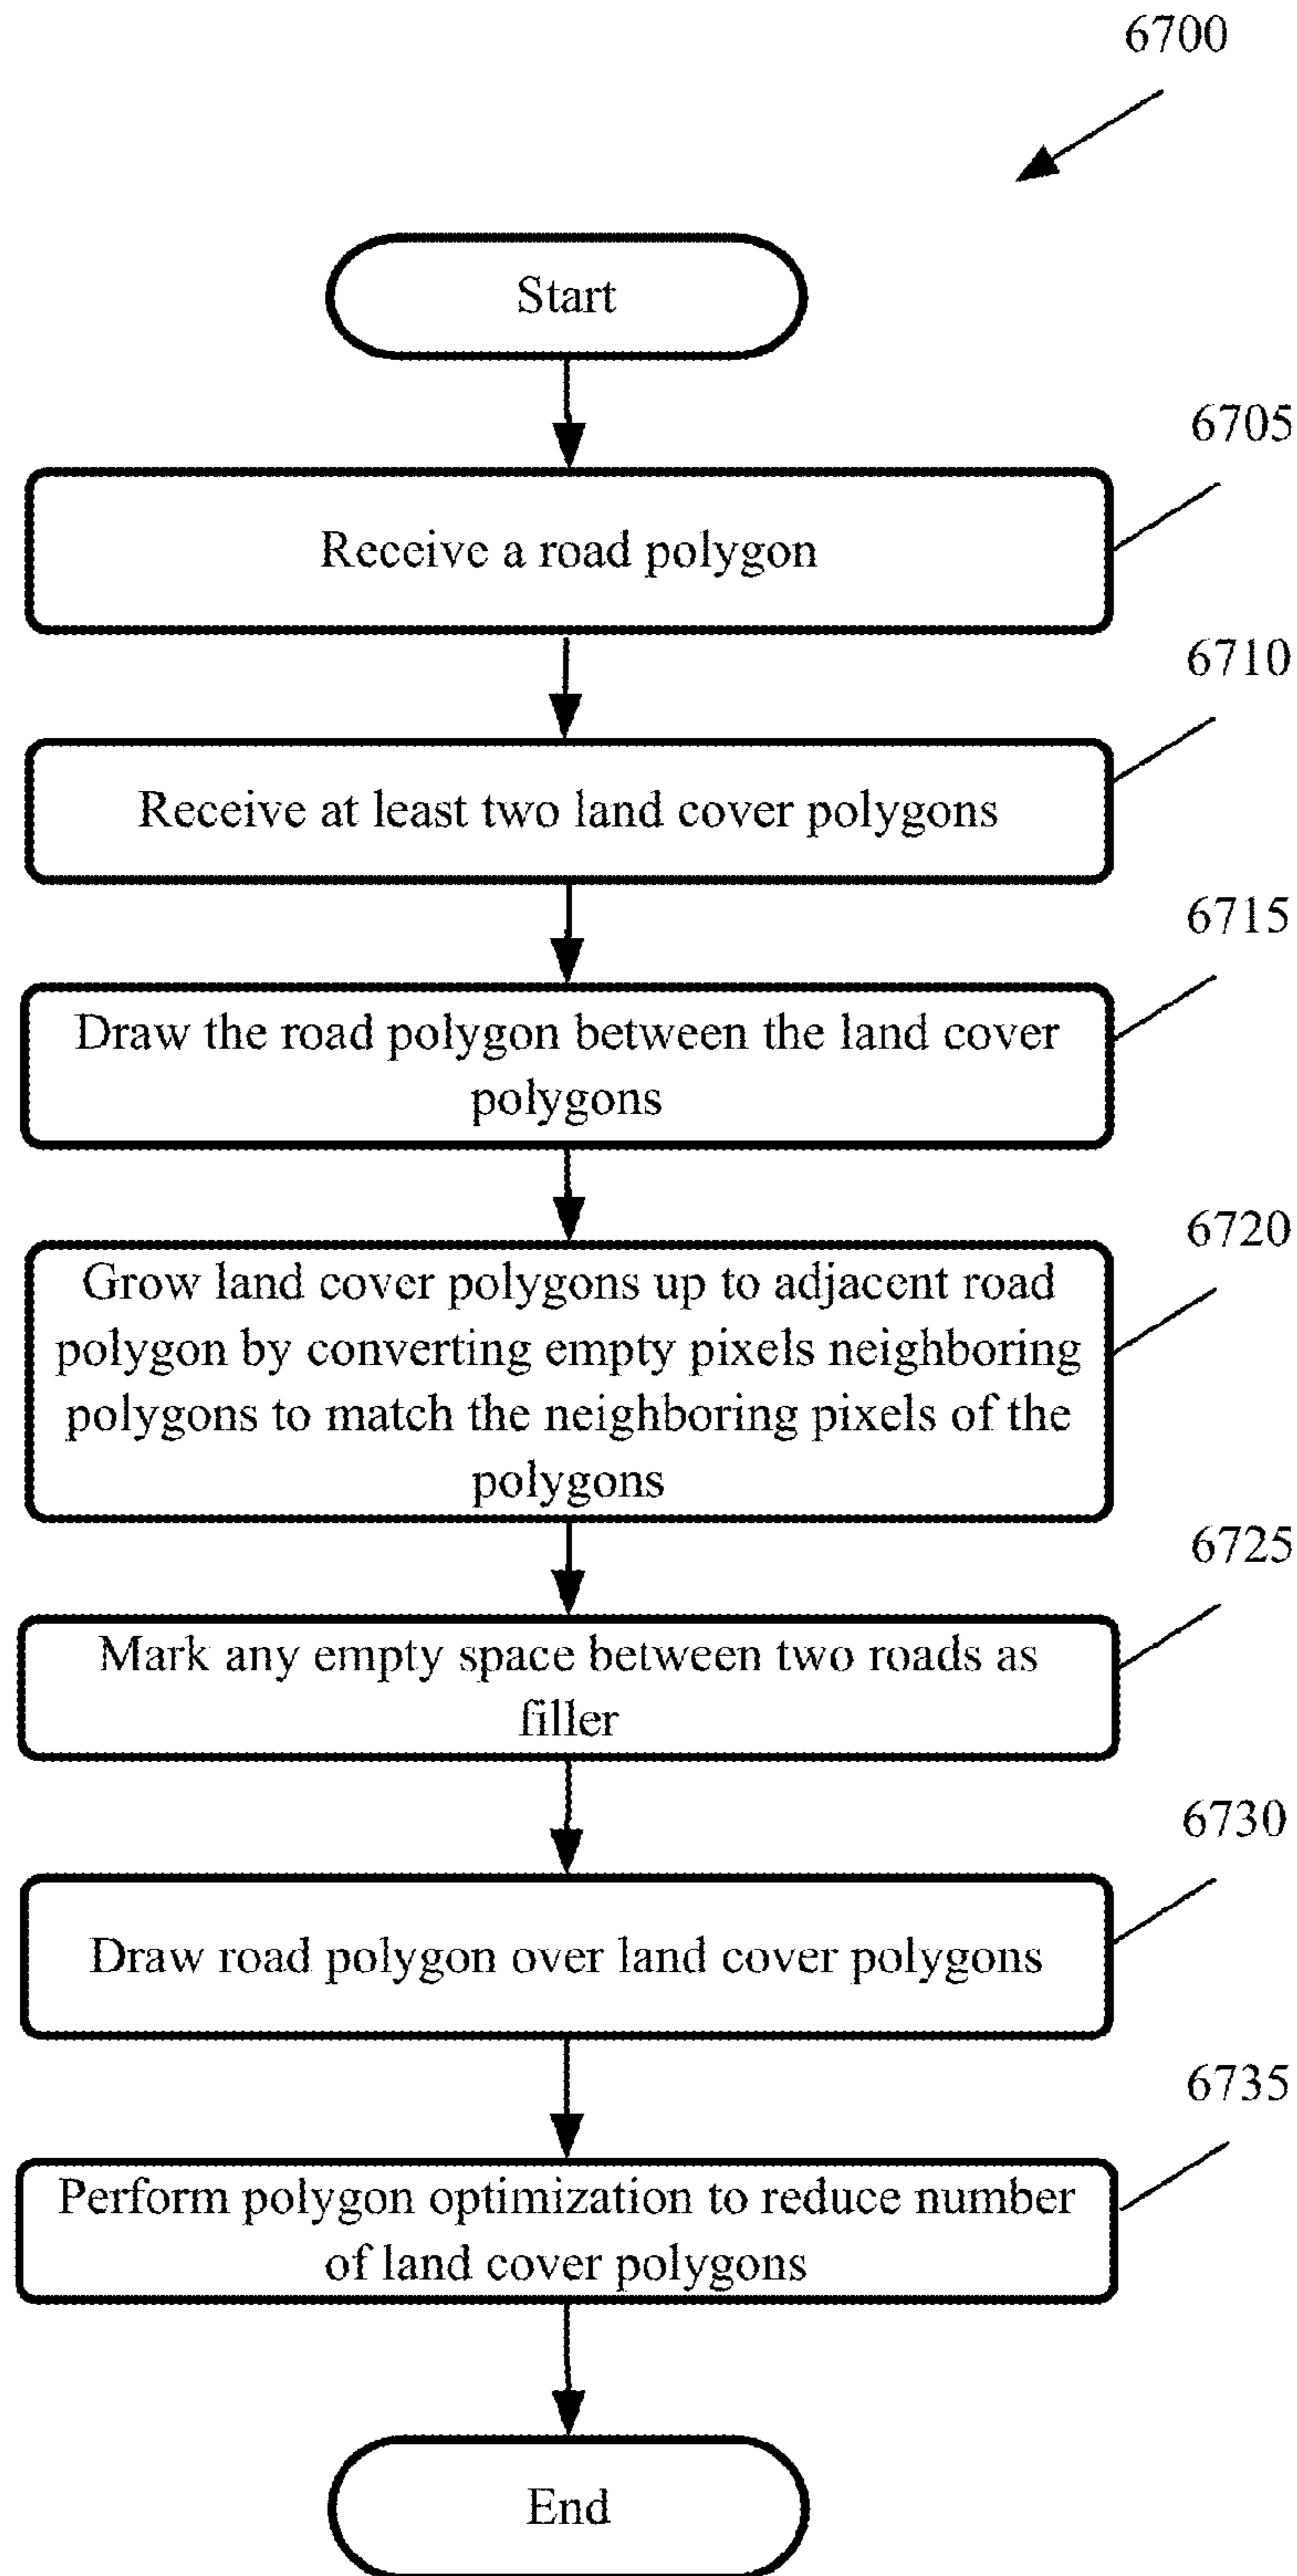 6700
Start
6705
Receive a road polygon
6710
Receive at least two land cover polygons
6715
Draw the road polygon between the land cover
polygons
6720
Grow land cover polygons up to adjacent road
polygon by converting empty pixels neighboring
polygons to match the neighboring pixels of the
polygons
6725
Mark any empty space between two roads as
filler
6730
Draw road polygon over land cover polygons
6735
Perform polygon optimization to reduce number
of land cover polygons
End